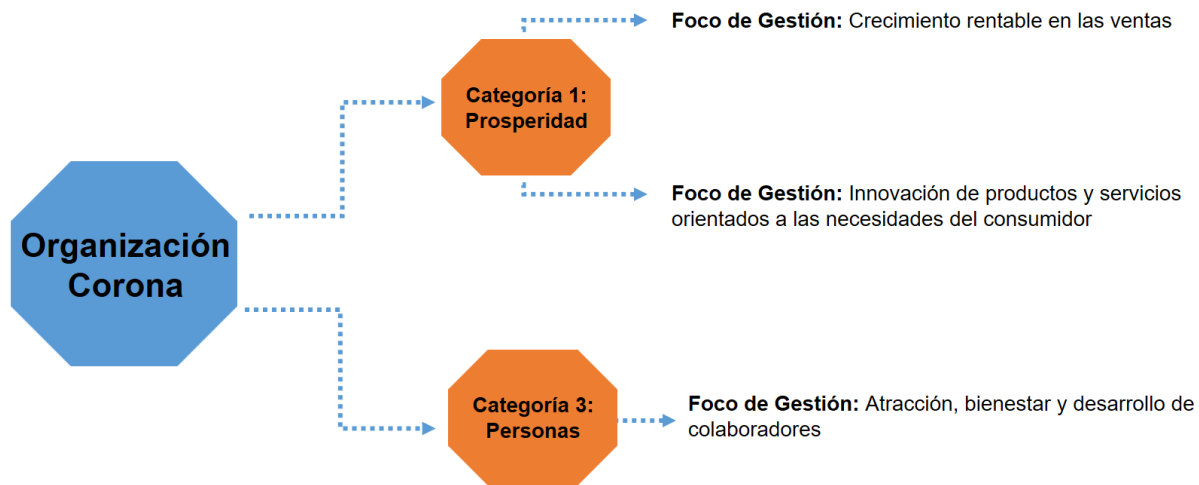 Foco de Gestión: Crecimiento rentable en las ventas
Categoría 1:
Prosperidad
Foco de Gestión: Innovación de productos y servicios
orientados a las necesidades del consumidor
Organización
Corona
Categoría 3:
Personas
Foco de Gestión: Atracción, bienestar y desarrollo de
colaboradores